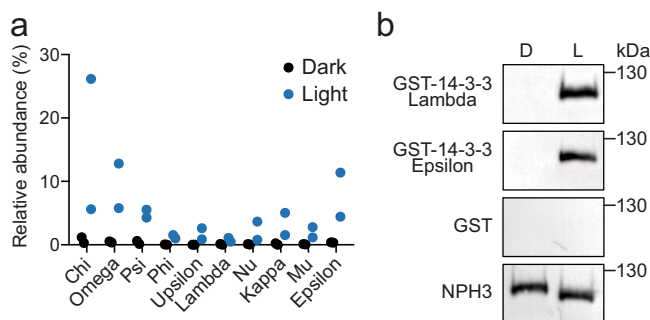 a
Relative abundance (%)
30
20
10
0
Dark
Light
Chi
Omega
Psi
Phi
Upsilon
Lambda
Nu
Kappa
Mu
Epsilon
b
D L kDa
GST-14-3-3
Lambda
130
GST-14-3-3
Epsilon
130
GST
130
NPH3
130